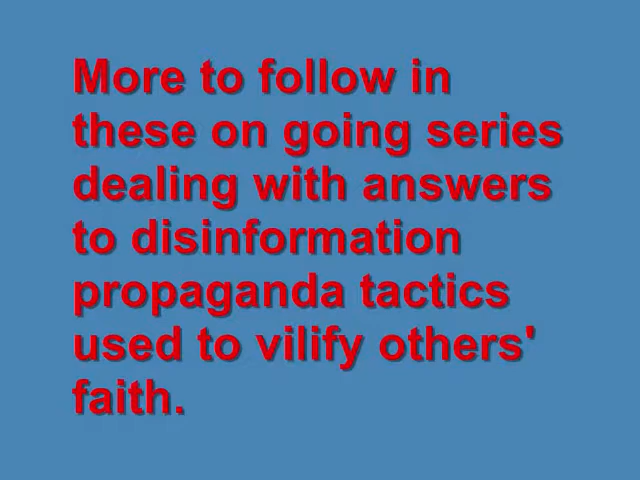 More to follow in
these on going series
dealing with answers
to disinformation
propaganda tactics
used to vilify others'
faith.